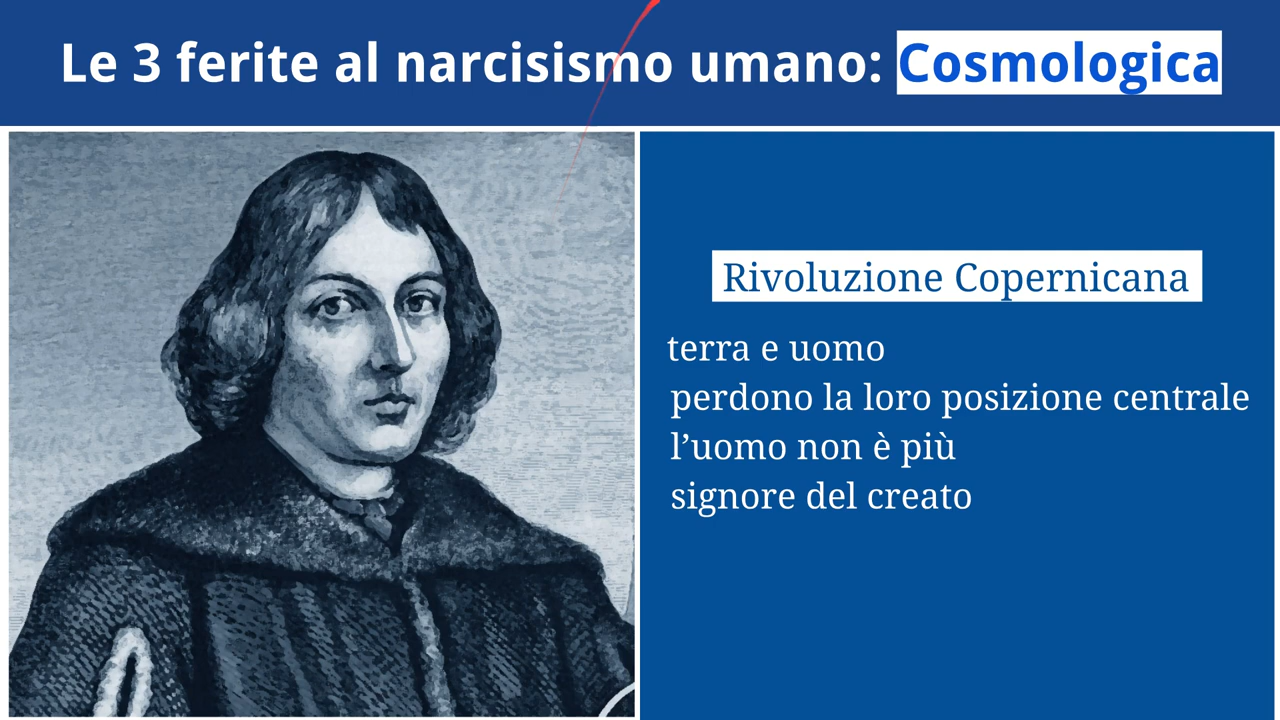 Le 3 ferite al narcisismo umano: Cosmologica
Rivoluzione Copernicana
terra e uomo
perdono la loro posizione centrale
l’uomo non è più
signore del creato